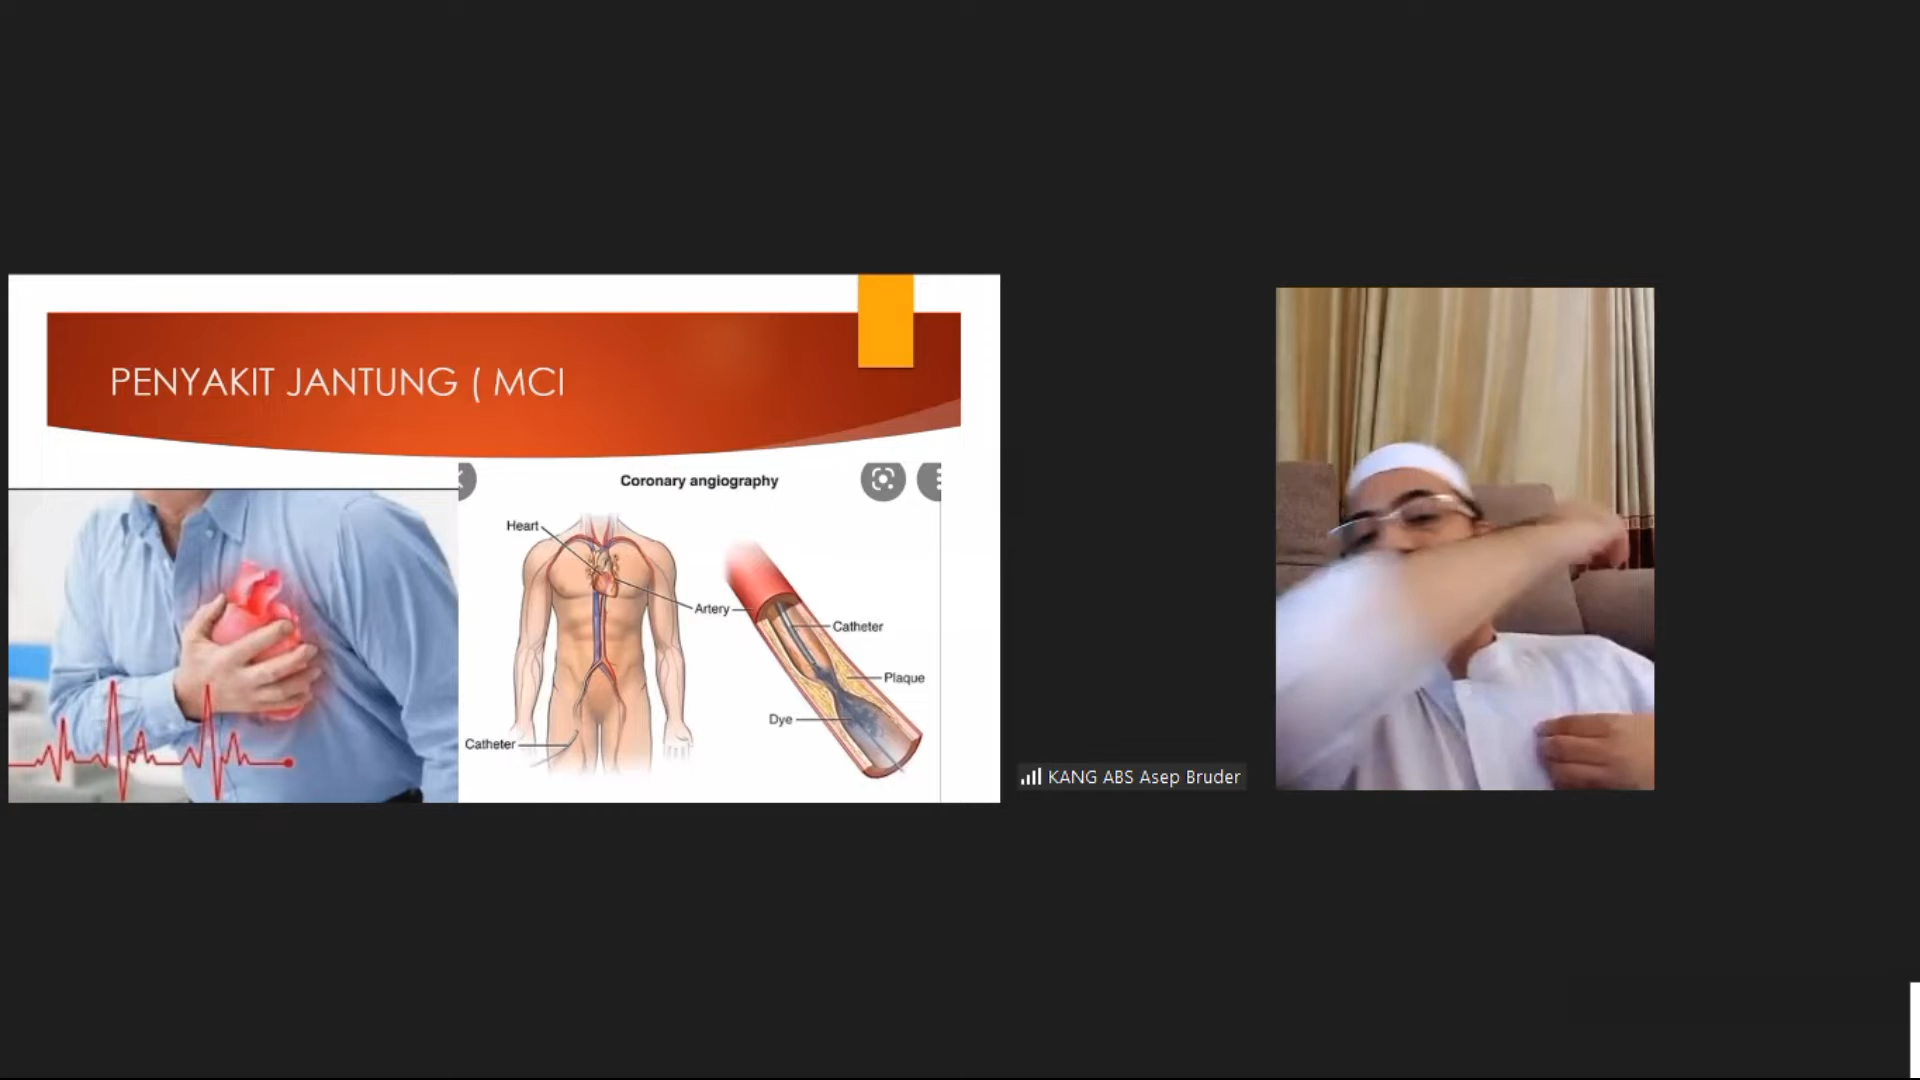 PENYAKIT JANTUNG ( MCI
Coronary angiography
Heart
Artery
Catheter
Plaque
Dye
Catheter
KANG ABS Asep Bruder